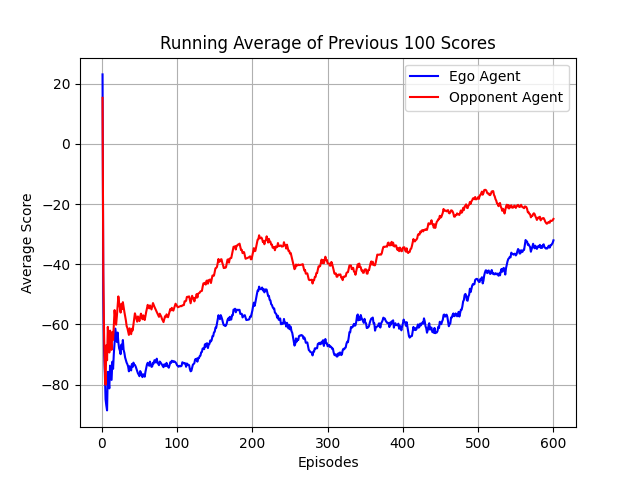 Running Average of Previous 100 Scores
Ego Agent
Opponent Agent
Average Score
20
0
−20
−40
−60
−80
0 100 200 300 400 500 600
Episodes